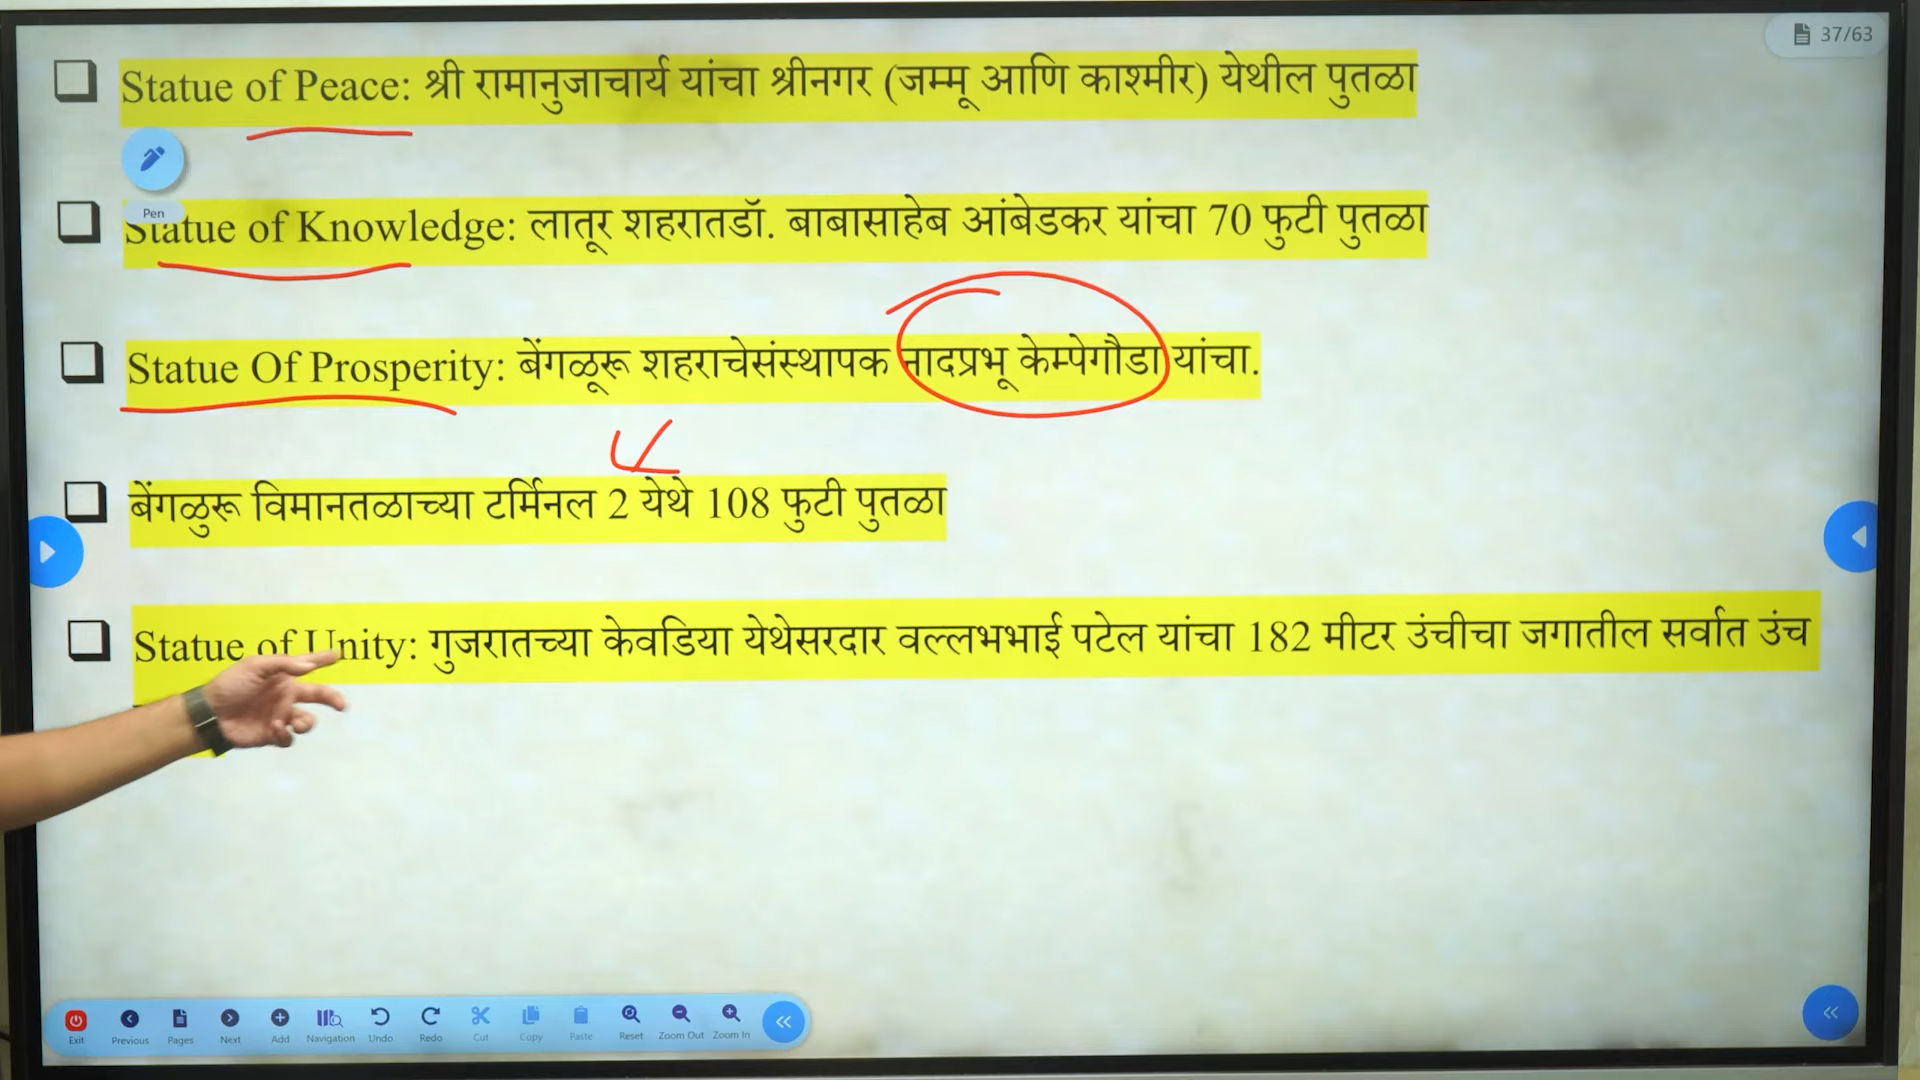 37/63
Statue of Peace: श्री रामानुजाचार्य यांचा श्रीनगर (जम्मू आणि काश्मीर) येथील पुतळा
Pen
Statue of Knowledge: लातूर शहरातडॉ. बाबासाहेब आंबेडकर यांचा 70 फुटी पुतळा
Statue Of Prosperity: बेंगळूरू शहराचेसंस्थापक नादप्रभू केम्पेगौडा यांचा.
बेंगळुरू विमानतळाच्या टर्मिनल 2 येथे 108 फुटी पुतळा
Statue of Unity: गुजरातच्या केवडिया येथेसरदार वल्लभभाई पटेल यांचा 182 मीटर उंचीचा जगातील सर्वात उंच
Exit Previous Pages Next Add Navigation Undo Redo Cut Copy Paste Reset Zoom Out Zoom In